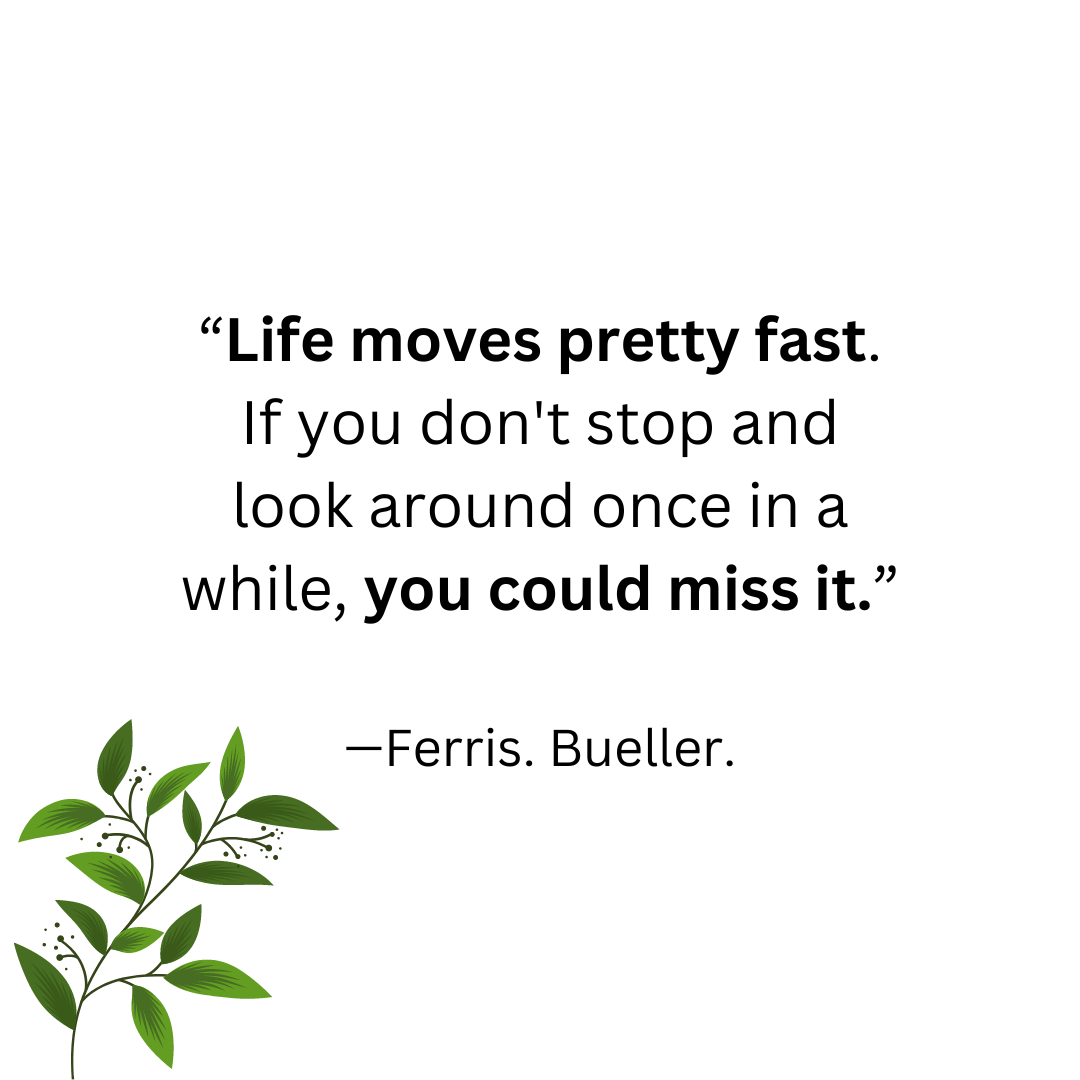 “Life moves pretty fast.
If you don't stop and
look around once in a
while, you could miss it.”
—Ferris. Bueller.